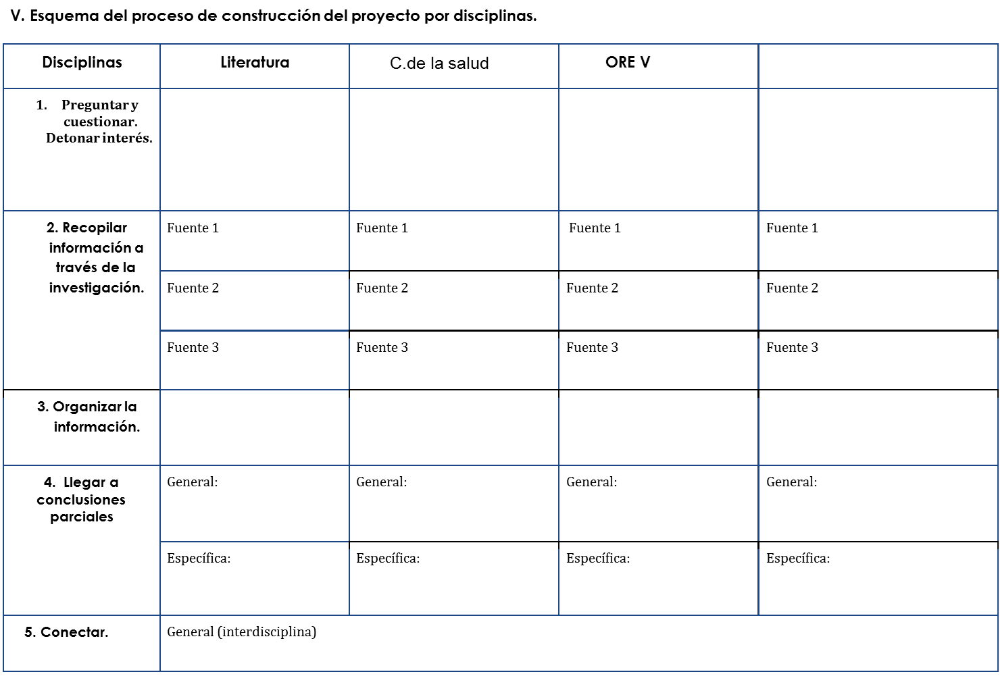 V. Esquema del proceso de construcción del proyecto por disciplinas.
Disciplinas Literatura C.de la salud ORE V
1. Preguntar y
cuestionar.
Detonar interés.
2. Recopilar
información a
través de la
investigación.
Fuente 1 Fuente 1 Fuente 1 Fuente 1
Fuente 2 Fuente 2 Fuente 2 Fuente 2
Fuente 3 Fuente 3 Fuente 3 Fuente 3
3. Organizar la
información.
4. Llegar a
conclusiones
parciales
General: General: General: General:
Específica: Específica: Específica: Específica:
5. Conectar.
General (interdisciplina)